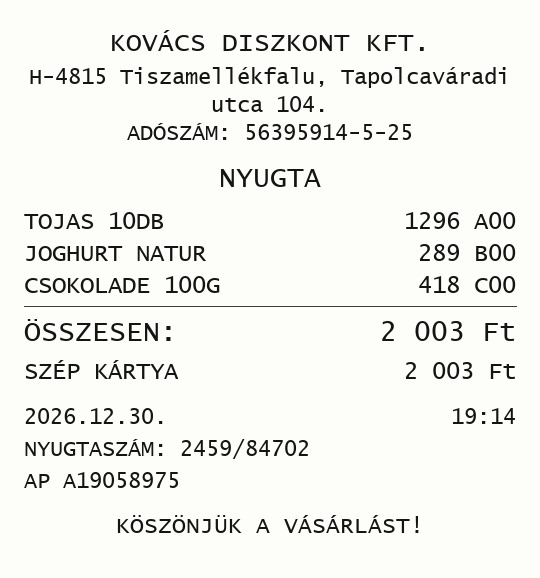 KOVÁCS DISZKONT KFT.
H-4815 Tiszamellékfalu, Tapolcaváradi
utca 104.
ADÓSZÁM: 56395914-5-25
NYUGTA
TOJAS 10DB 1296 A00
JOGHURT NATUR 289 B00
CSOKOLADE 100G 418 C00
ÖSSZESEN: 2 003 Ft
SZÉP KÁRTYA 2 003 Ft
2026.12.30. 19:14
NYUGTASZÁM: 2459/84702
AP A19058975
KÖSZÖNJÜK A VÁSÁRLÁST!